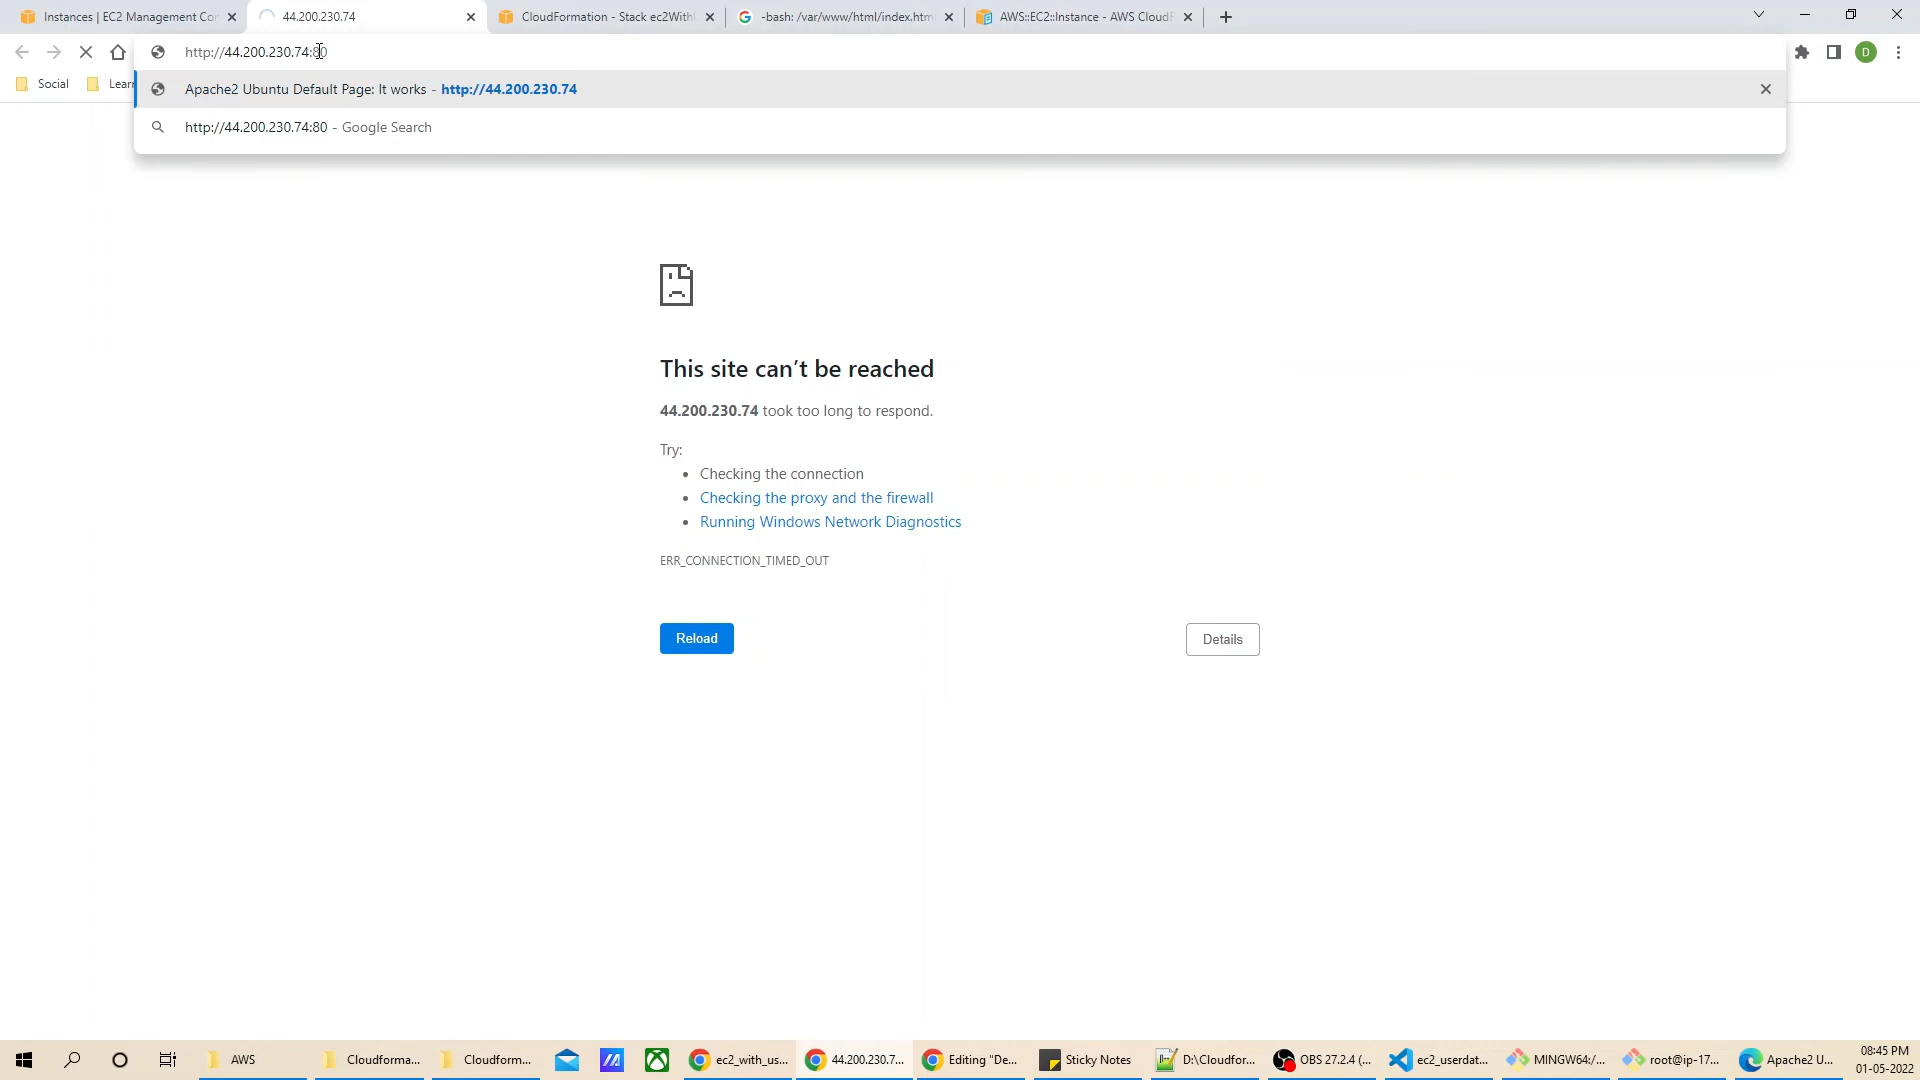 Instances | EC2 Management Con
44.200.230.74
CloudFormation - Stack ec2WithU
-bash: /var/www/html/index.html
AWS::EC2::Instance - AWS CloudF
http://44.200.230.74:80
D
Social
Learn
Apache2 Ubuntu Default Page: It works - http://44.200.230.74
http://44.200.230.74:80 - Google Search
This site can't be reached
44.200.230.74 took too long to respond.
Try:
Checking the connection
Checking the proxy and the firewall
Running Windows Network Diagnostics
ERR_CONNECTION_TIMED_OUT
Reload
Details
AWS
Cloudforma...
Cloudform...
ec2_with_us...
44.200.230.7...
Editing "De...
Sticky Notes
D:\Cloudfor...
OBS 27.2.4 (...
ec2_userdat...
MINGW64:/...
root@ip-17...
Apache2 U...
08:45 PM
01-05-2022